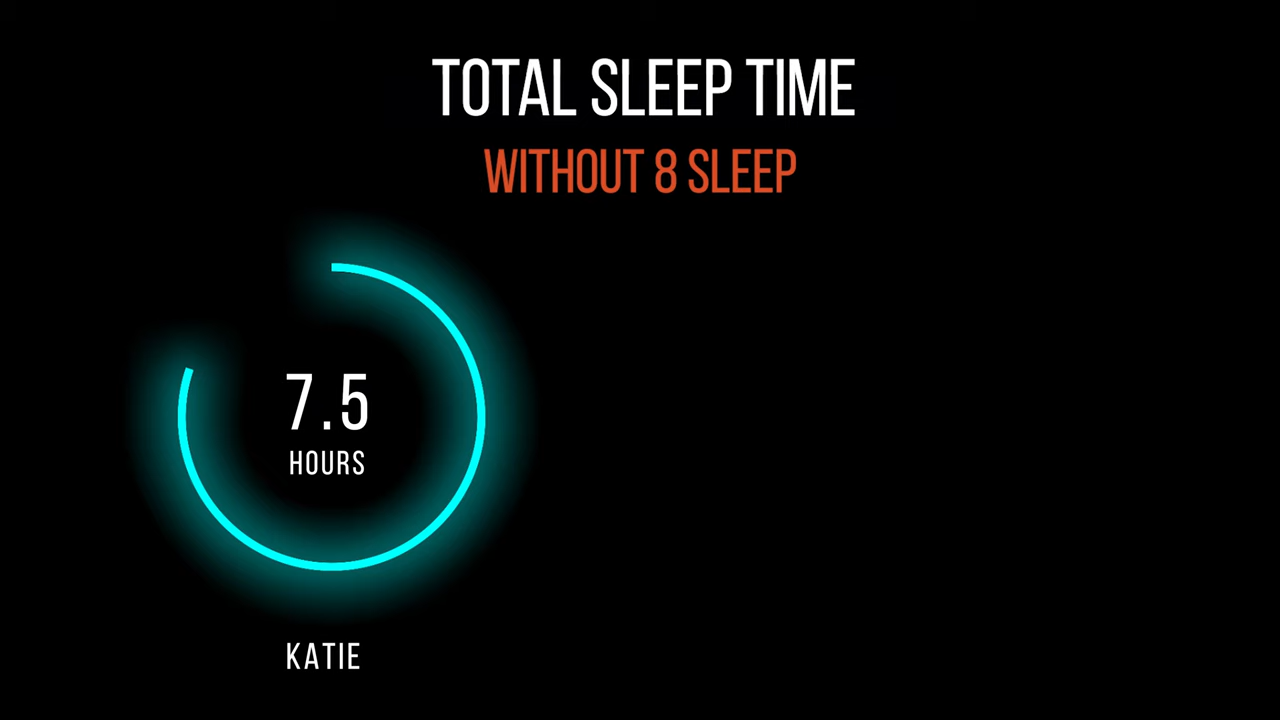 TOTAL SLEEP TIME
WITHOUT 8 SLEEP
7.5
HOURS
KATIE